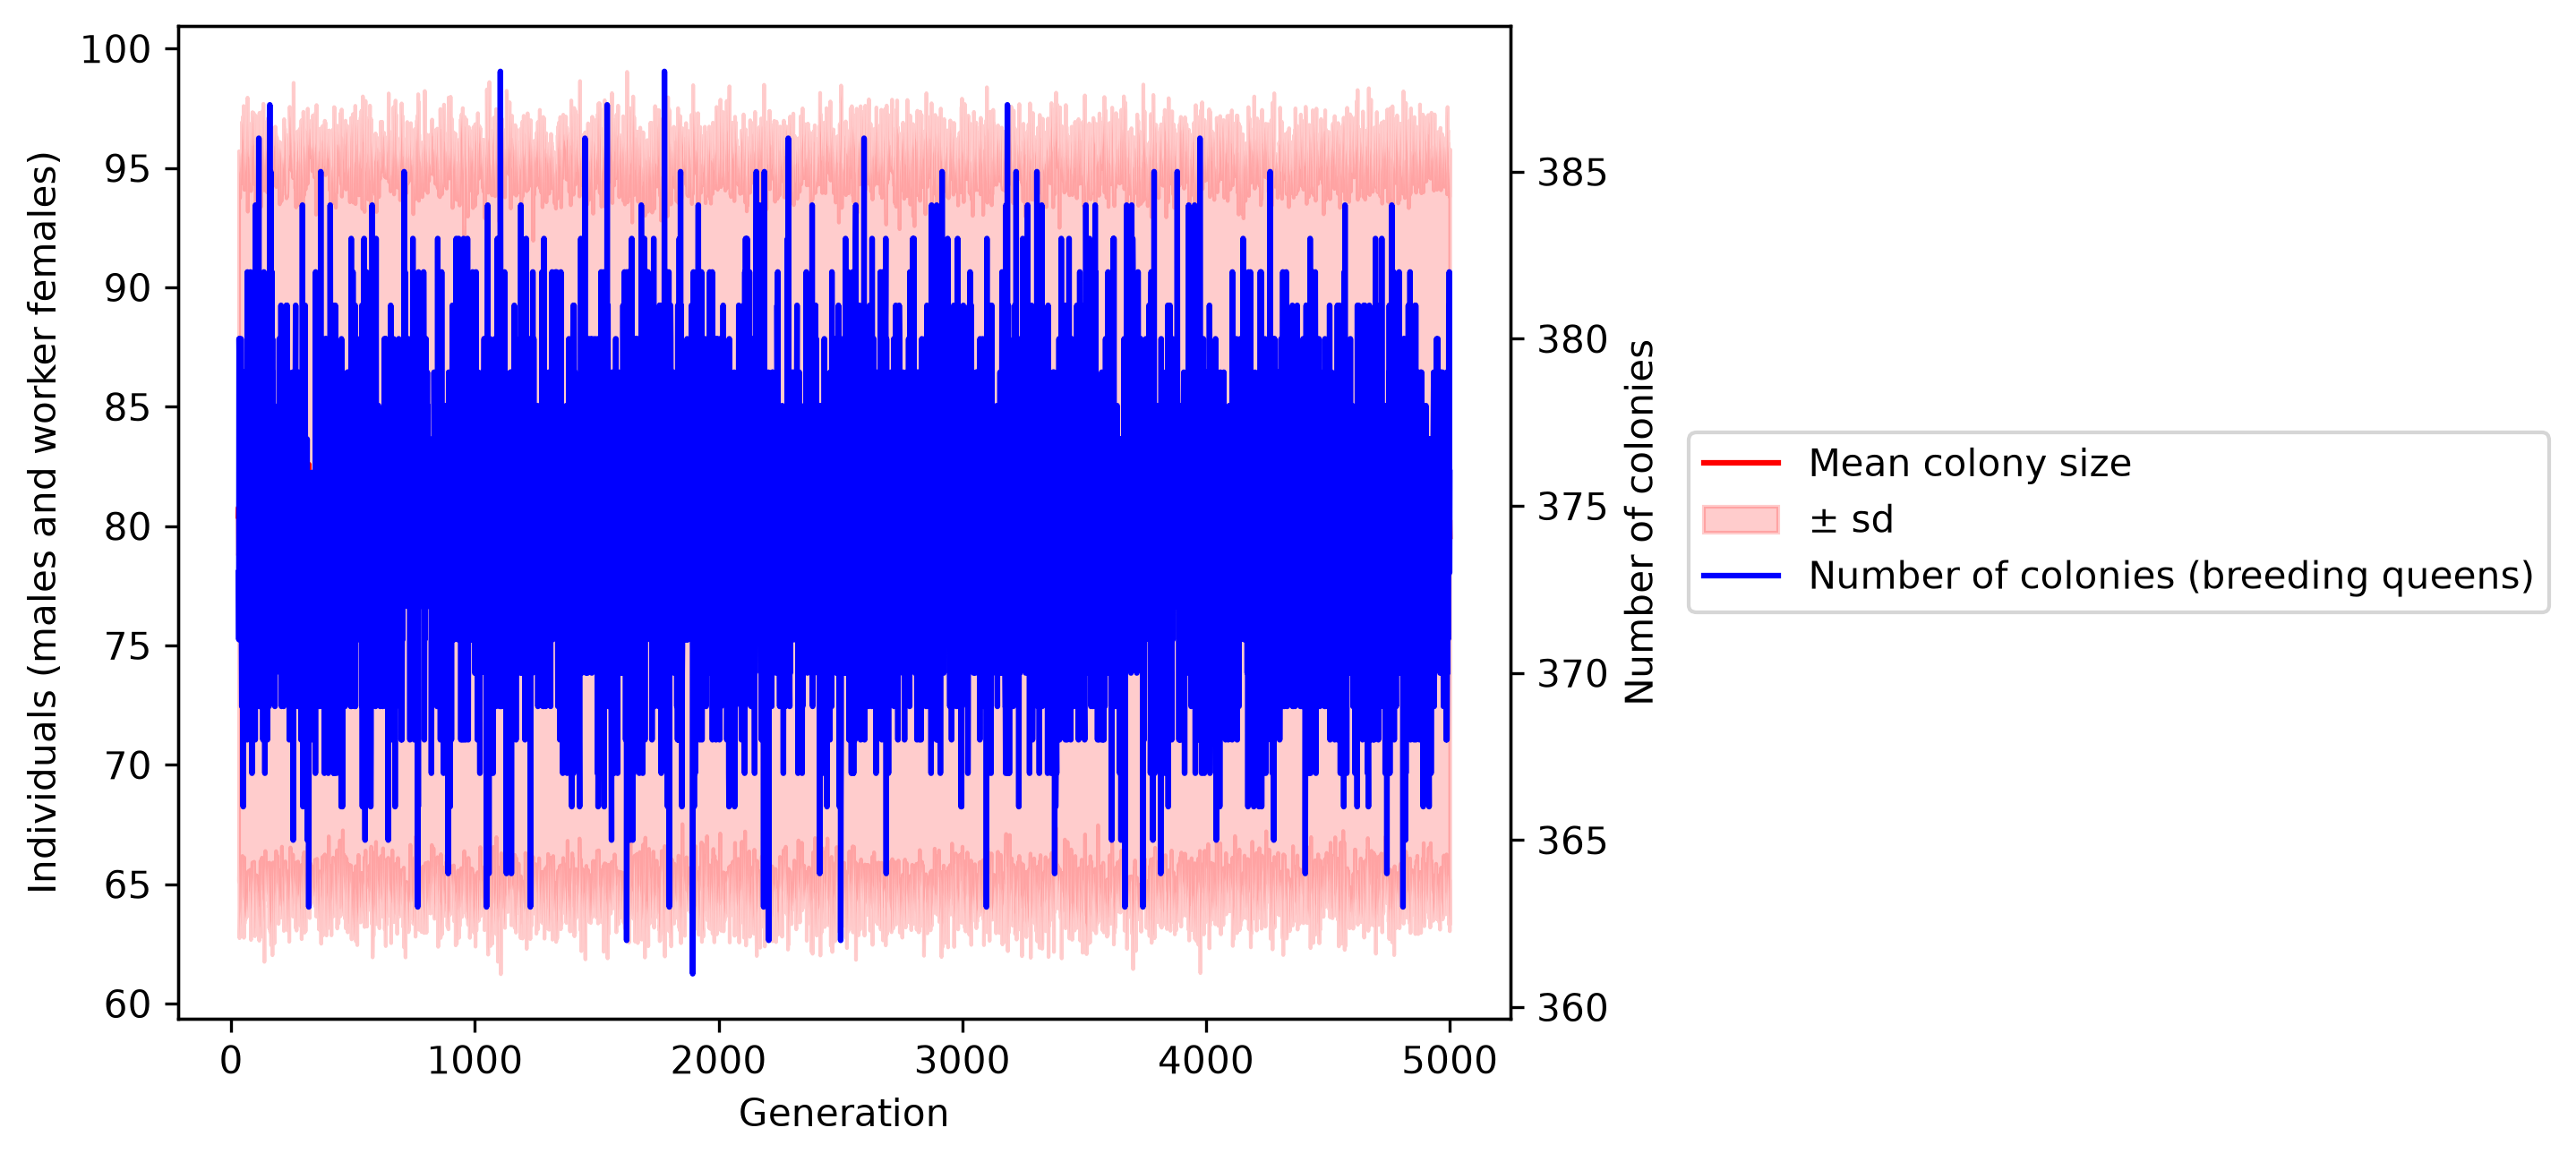 100
95
90
85
80
75
70
65
60
Individuals (males and worker females)
0 1000 2000 3000 4000 5000
Generation
385
380
375
370
365
360
Number of colonies
Mean colony size
± sd
Number of colonies (breeding queens)